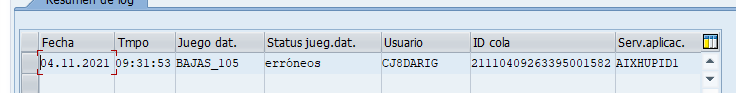 Resumen de log
Fecha Tmpo Juego dat. Status jueg.dat. Usuario ID cola Serv.aplicac.
04.11.2021 09:31:53 BAJAS_105 erróneos CJ8DARIG 21110409263395001582 AIXHUPID1